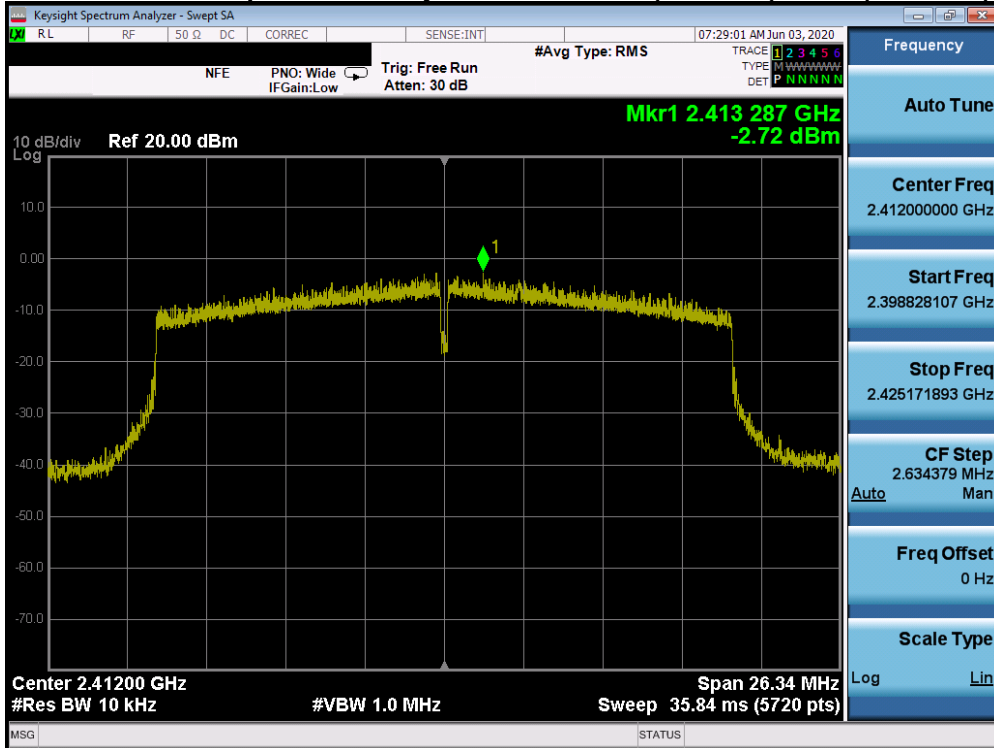 Keysight Spectrum Analyzer - Swept SA
LXI RL RF 50 Ω DC CORREC SENSE:INT 07:29:01 AM Jun 03, 2020
#Avg Type: RMS TRACE 1 2 3 4 5 6
NFE PNO: Wide Trig: Free Run TYPE M WWWWW
IFGain:Low Atten: 30 dB DET P N N N N N
Mkr1 2.413 287 GHz
-2.72 dBm
10 dB/div Ref 20.00 dBm
Log
10.0
0.00
-10.0
-20.0
-30.0
-40.0
-50.0
-60.0
-70.0
1
Center 2.41200 GHz Span 26.34 MHz
#Res BW 10 kHz #VBW 1.0 MHz Sweep 35.84 ms (5720 pts)
MSG STATUS
Frequency
Auto Tune
Center Freq
2.412000000 GHz
Start Freq
2.398828107 GHz
Stop Freq
2.425171893 GHz
CF Step
2.634379 MHz
Auto Man
Freq Offset
0 Hz
Scale Type
Log Lin